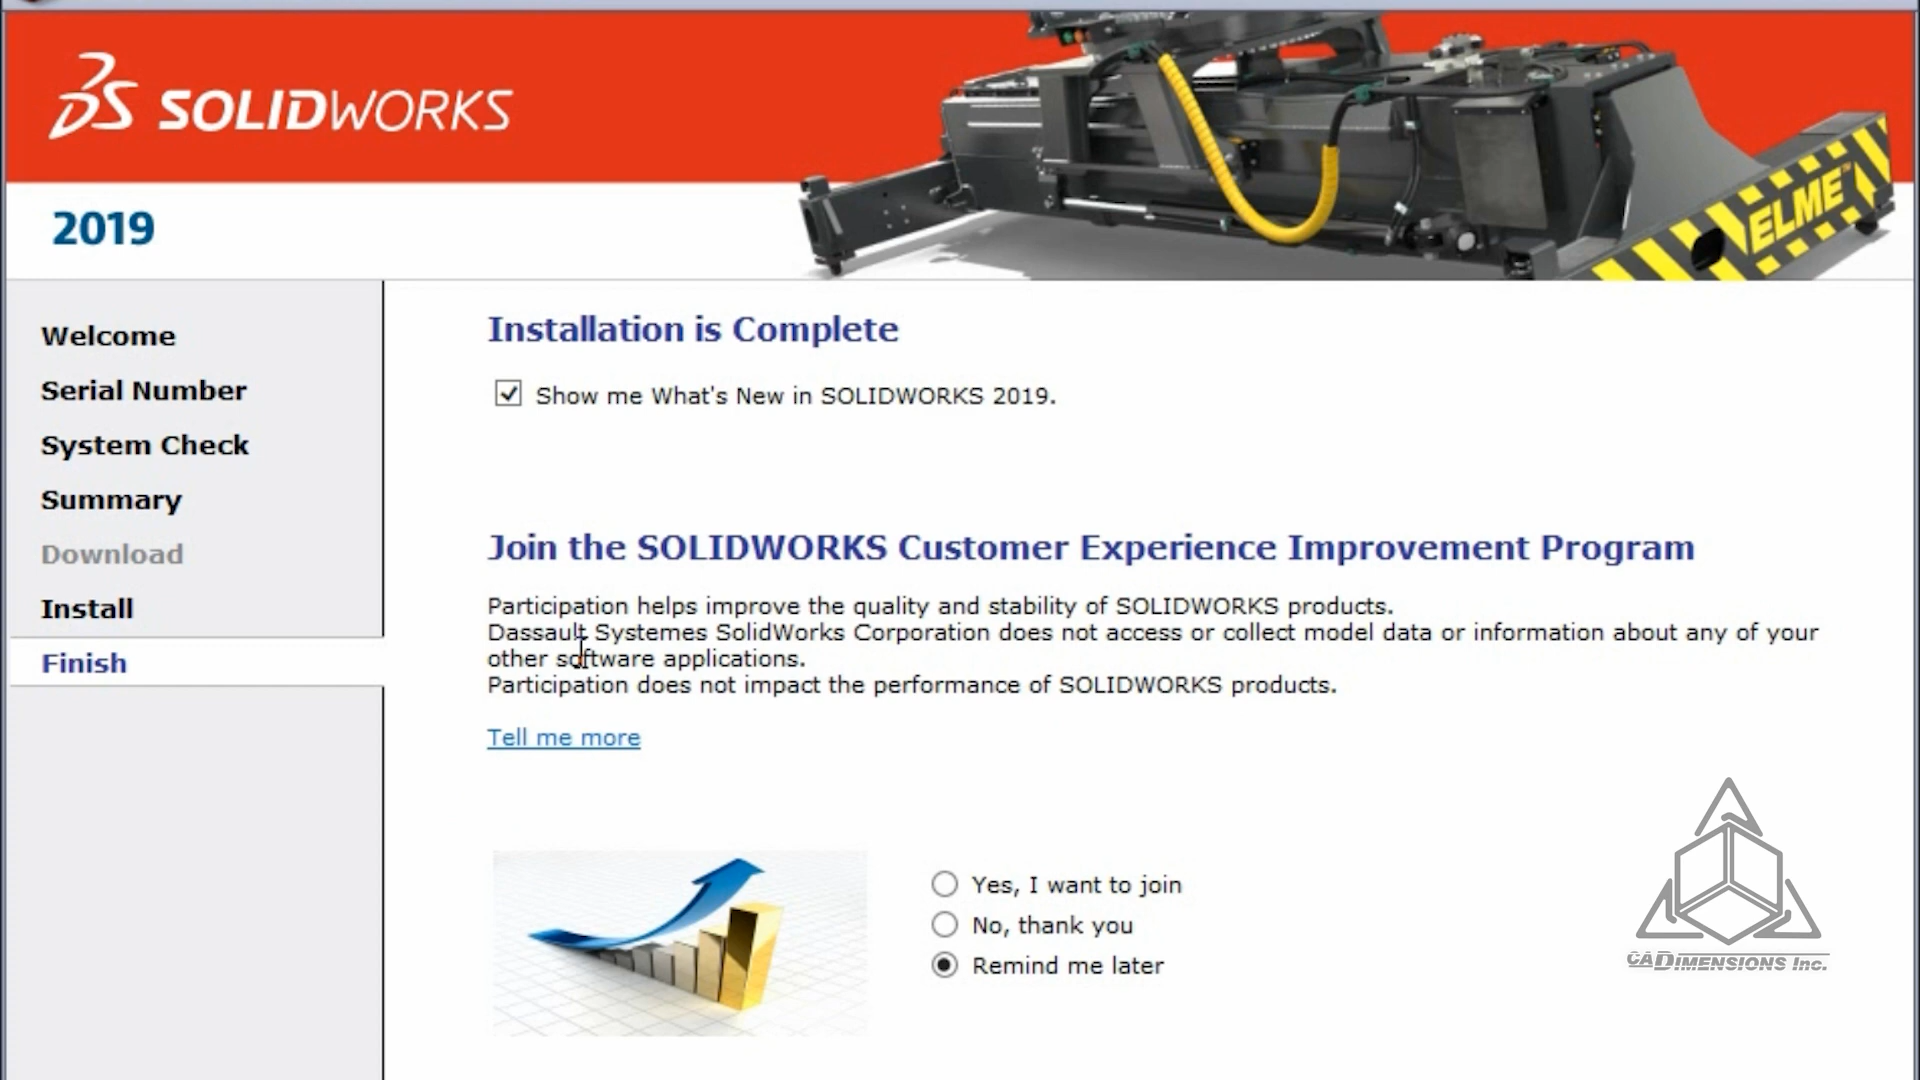 SOLIDWORKS
ELME
2019
Welcome
Serial Number
System Check
Summary
Download
Install
Finish
Installation is Complete
Show me What's New in SOLIDWORKS 2019.
Join the SOLIDWORKS Customer Experience Improvement Program
Participation helps improve the quality and stability of SOLIDWORKS products.
Dassault Systemes SolidWorks Corporation does not access or collect model data or information about any of your
other software applications.
Participation does not impact the performance of SOLIDWORKS products.
Tell me more
Yes, I want to join
No, thank you
Remind me later
CADIMENSIONS Inc.